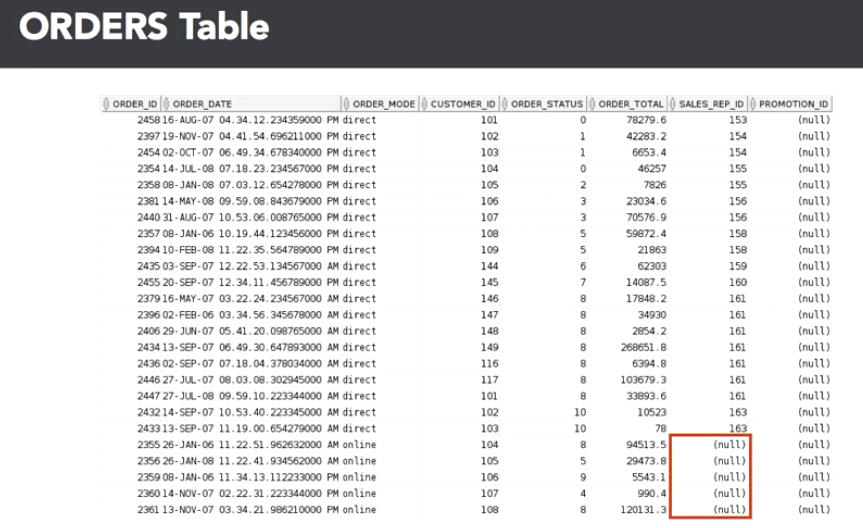 ORDERS Table
ORDER_ID ORDER_DATE ORDER_MODE CUSTOMER_ID ORDER_STATUS ORDER_TOTAL SALES_REP_ID PROMOTION_ID
2458 16-AUG-07 04.34.12.234359000 PM direct 101 0 78279.6 153 (null)
2397 19-NOV-07 04.41.54.696211000 PM direct 102 1 42283.2 154 (null)
2454 02-OCT-07 06.49.34.678340000 PM direct 103 1 6653.4 154 (null)
2354 14-JUL-08 07.18.23.234567000 PM direct 104 0 46257 155 (null)
2358 08-JAN-08 07.03.12.654278000 PM direct 105 2 7826 155 (null)
2381 14-MAY-08 09.59.08.843679000 PM direct 106 3 23034.6 156 (null)
2440 31-AUG-07 10.53.06.008765000 PM direct 107 3 70576.9 156 (null)
2357 08-JAN-06 10.19.44.123456000 PM direct 108 5 59872.4 158 (null)
2394 10-FEB-08 11.22.35.564789000 PM direct 109 5 21863 158 (null)
2435 03-SEP-07 12.22.53.134567000 AM direct 144 6 62303 159 (null)
2455 20-SEP-07 12.34.11.456789000 PM direct 145 7 14087.5 160 (null)
2379 16-MAY-07 03.22.24.234567000 AM direct 146 8 17848.2 161 (null)
2396 02-FEB-06 03.34.56.345678000 AM direct 147 8 34930 161 (null)
2406 29-JUN-07 05.41.20.098765000 AM direct 148 8 2854.2 161 (null)
2434 13-SEP-07 06.49.30.647893000 AM direct 149 8 268651.8 161 (null)
2436 02-SEP-07 07.18.04.378034000 AM direct 116 8 6394.8 161 (null)
2446 27-JUL-07 08.03.08.302945000 AM direct 117 8 103679.3 161 (null)
2447 27-JUL-08 09.59.10.223344000 AM direct 101 8 33893.6 161 (null)
2432 14-SEP-07 10.53.40.223345000 AM direct 102 10 10523 163 (null)
2433 13-SEP-07 11.19.00.654279000 AM direct 103 10 78 163 (null)
2355 26-JAN-06 11.22.51.962632000 AM online 104 8 94513.5 (null) (null)
2356 26-JAN-08 11.22.41.934562000 AM online 105 5 29473.8 (null) (null)
2359 08-JAN-06 11.34.13.112233000 PM online 106 9 5543.1 (null) (null)
2360 14-NOV-07 02.22.31.223344000 PM online 107 4 990.4 (null) (null)
2361 13-NOV-07 03.34.21.986210000 PM online 108 8 120131.3 (null) (null)